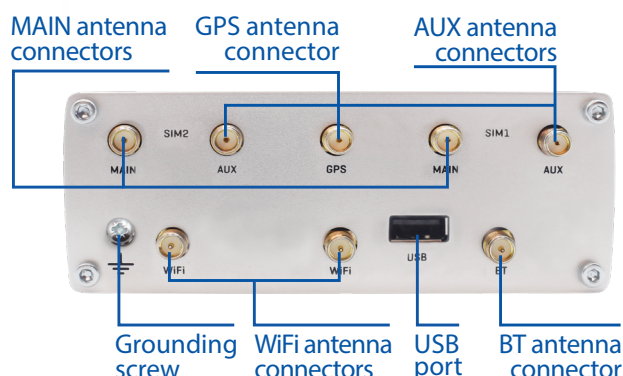 MAIN antenna connectors
GPS antenna connector
AUX antenna connectors
SIM2
SIM1
MAIN
AUX
GPS
MAIN
AUX
WiFi
WiFi
USB
BT
Grounding screw
WiFi antenna connectors
USB port
BT antenna connector